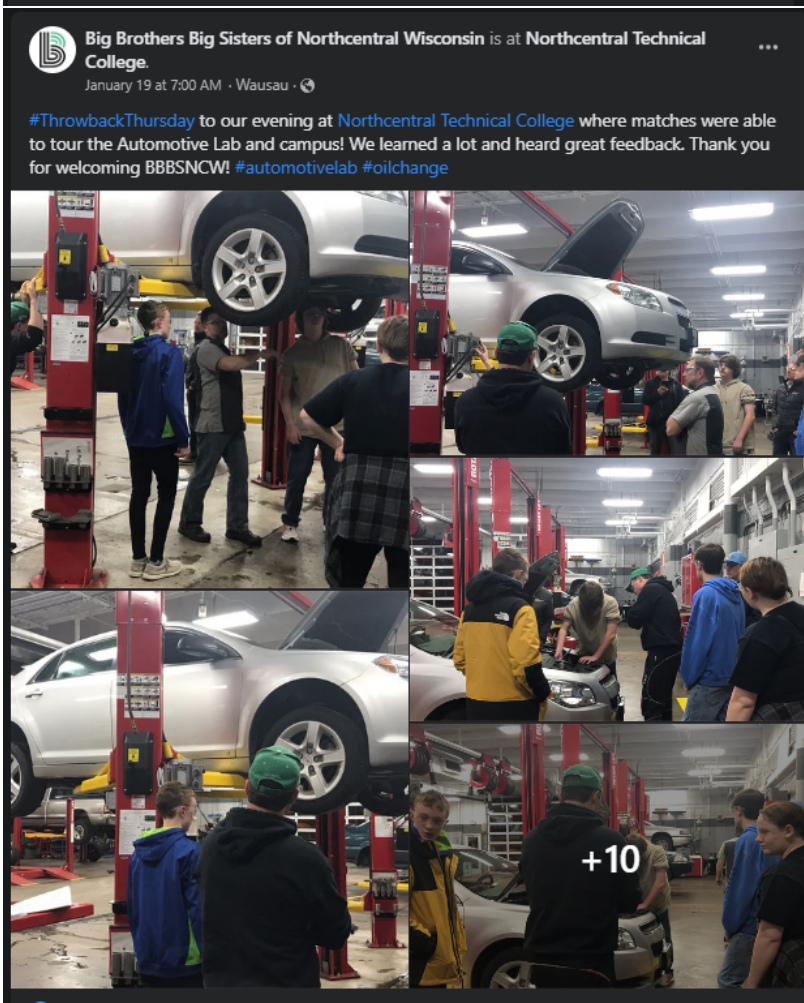 Big Brothers Big Sisters of Northcentral Wisconsin is at Northcentral Technical
College.
January 19 at 7:00 AM · Wausau ·
#ThrowbackThursday to our evening at Northcentral Technical College where matches were able
to tour the Automotive Lab and campus! We learned a lot and heard great feedback. Thank you
for welcoming BBBSNCW! #automotivelab #oilchange
+10